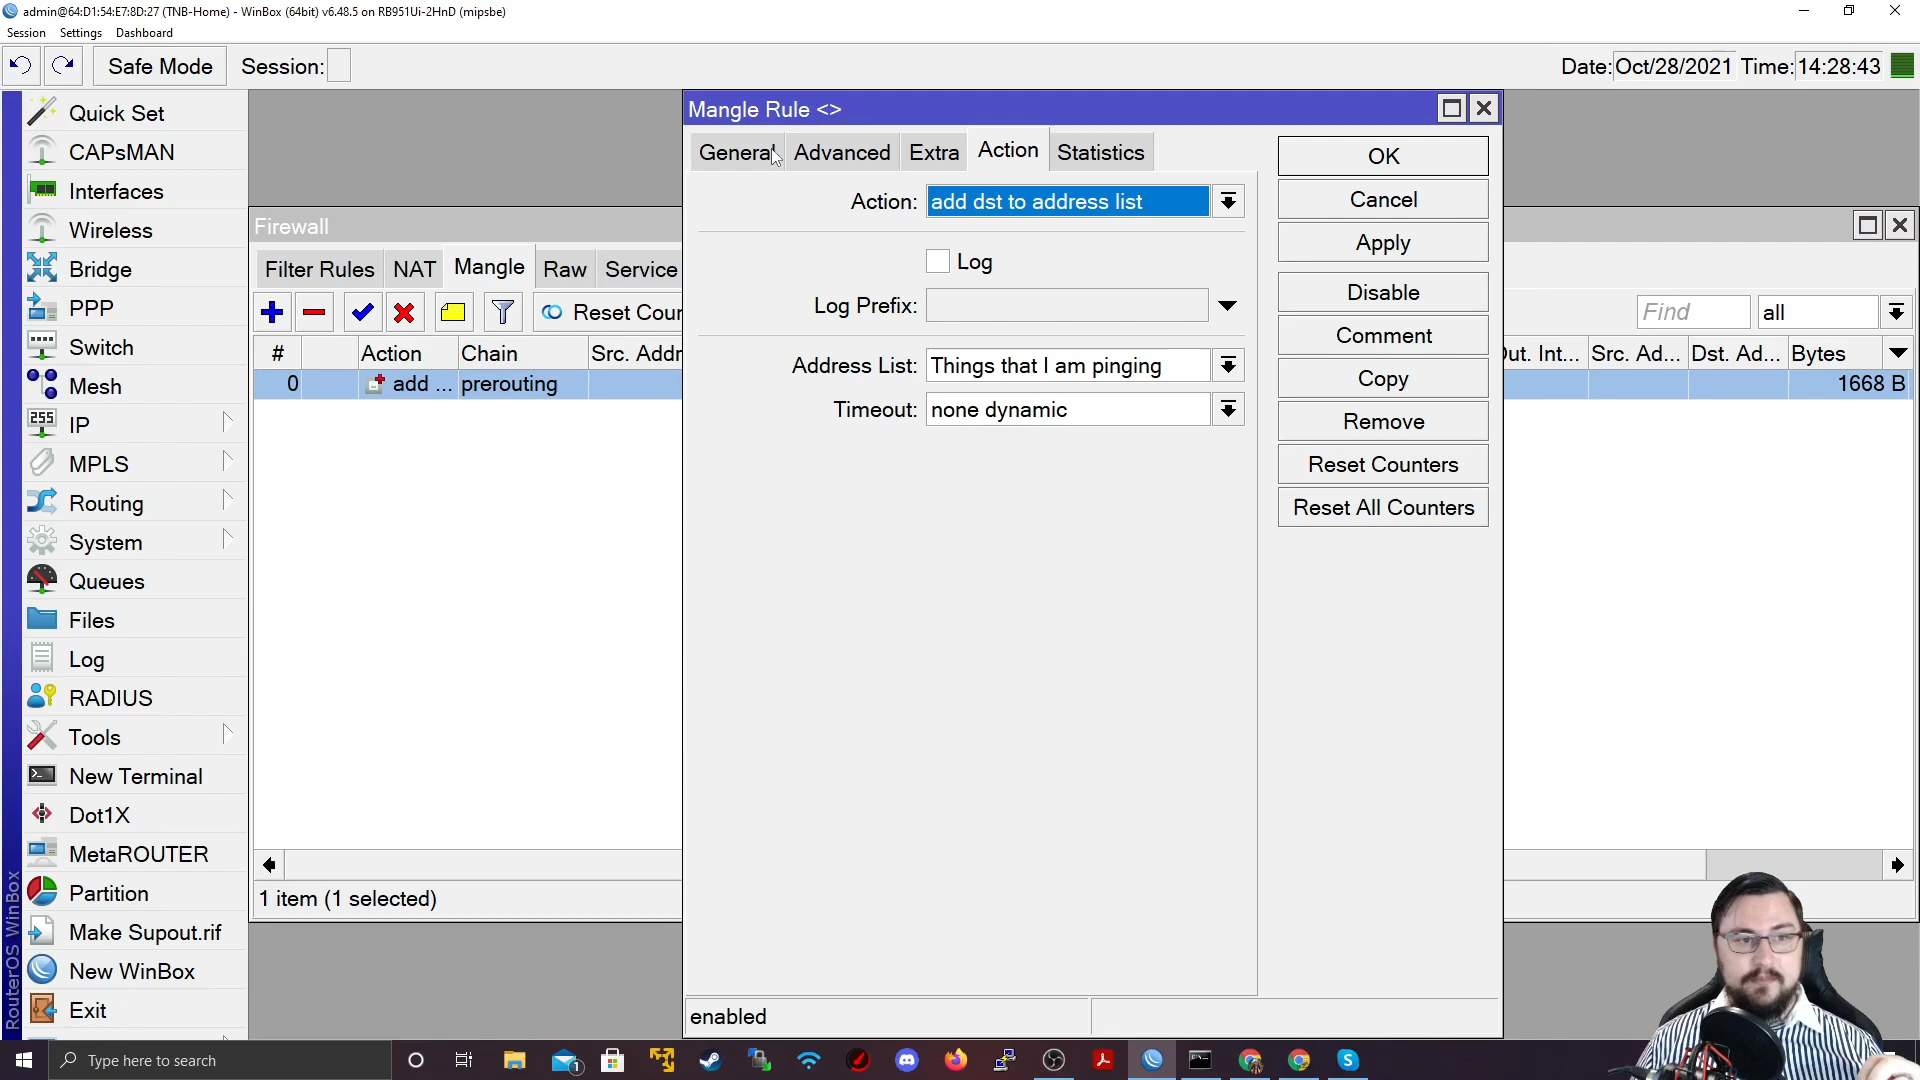 admin@64:D1:54:E7:8D:27 (TNB-Home) - WinBox (64bit) v6.48.5 on RB951Ui-2HnD (mipsbe)
Session Settings Dashboard
Safe Mode Session: Date: Oct/28/2021 Time: 14:28:43
Quick Set
CAPsMAN
Interfaces
Wireless
Bridge
PPP
Switch
Mesh
255 IP
MPLS
Routing
System
Queues
Files
Log
RADIUS
Tools
New Terminal
Dot1X
MetaROUTER
Partition
Make Supout.rif
New WinBox
Exit
RouterOS WinBox
Firewall
Filter Rules NAT Mangle Raw Service
Reset Cour
Find all
# Action Chain Src. Addr
Out. Int... Src. Ad... Dst. Ad... Bytes
0 add ... prerouting
1668 B
1 item (1 selected)
Mangle Rule <>
General Advanced Extra Action Statistics
Action: add dst to address list
Log
Log Prefix:
Address List: Things that I am pinging
Timeout: none dynamic
OK
Cancel
Apply
Disable
Comment
Copy
Remove
Reset Counters
Reset All Counters
enabled
Type here to search